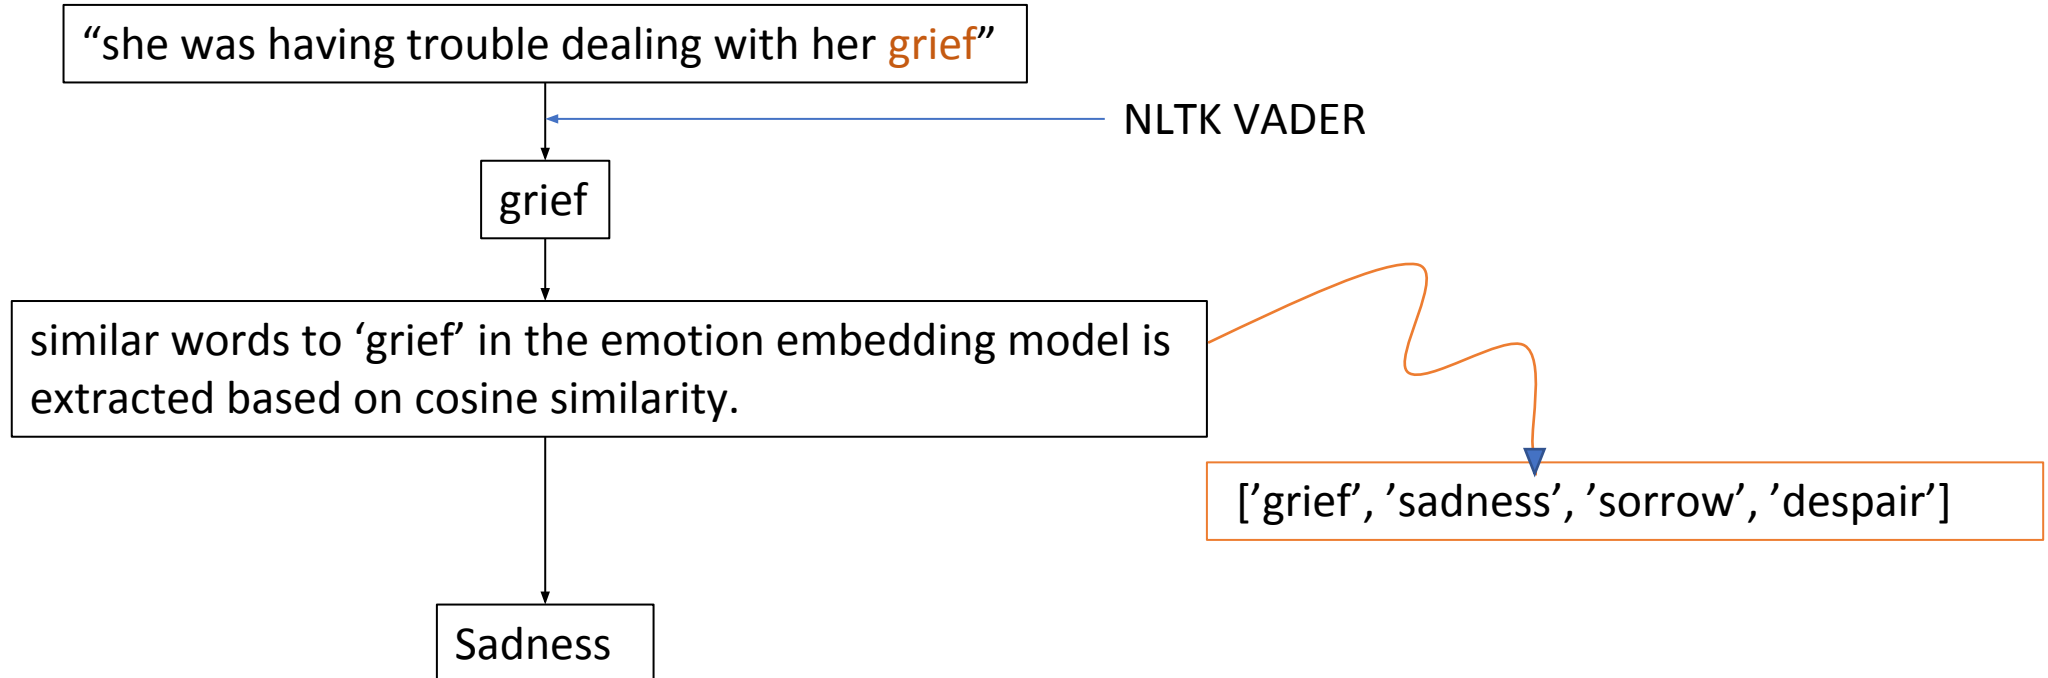 “she was having trouble dealing with her grief”
NLTK VADER
grief
similar words to ‘grief’ in the emotion embedding model is
extracted based on cosine similarity.
[’grief’, ’sadness’, ’sorrow’, ’despair’]
Sadness